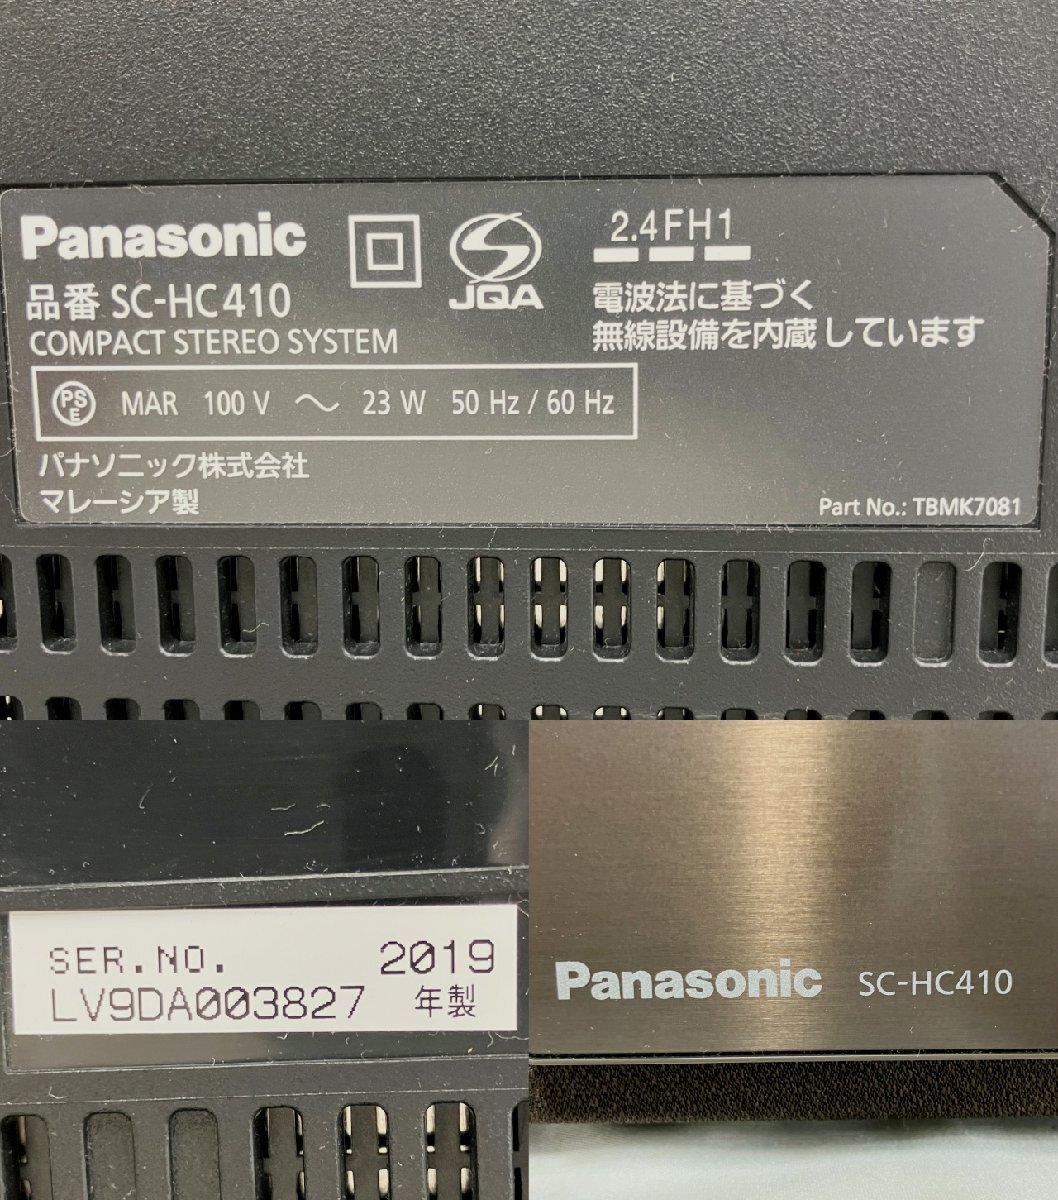 Panasonic
品番 SC-HC410
COMPACT STEREO SYSTEM
JQA
2.4FH1
電波法に基づく
無線設備を内蔵しています
PS E MAR 100 V ～ 23 W 50 Hz / 60 Hz
パナソニック株式会社
マレーシア製
Part No.: TBMK7081
SER.NO. 2019
LV9DA003827 年製
Panasonic SC-HC410